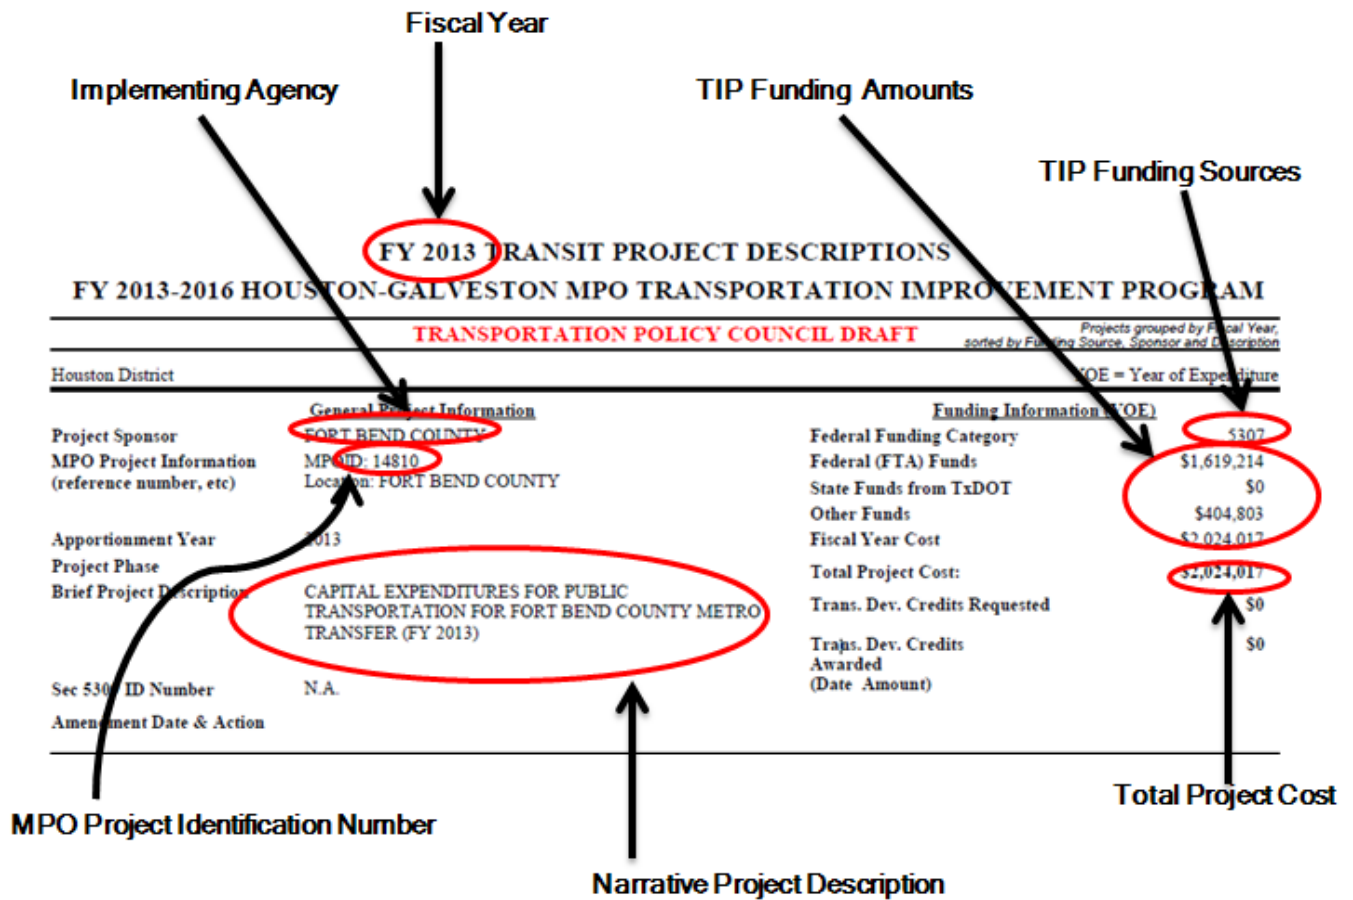 Fiscal Year
Implementing Agency
TIP Funding Amounts
TIP Funding Sources
FY 2013 TRANSIT PROJECT DESCRIPTIONS
FY 2013-2016 HOUSTON-GALVESTON MPO TRANSPORTATION IMPROVEMENT PROGRAM
TRANSPORTATION POLICY COUNCIL DRAFT
Projects grouped by Fiscal Year,
sorted by Funding Source, Sponsor and Description
Houston District
YOE = Year of Expenditure
General Project Information
Funding Information (YOE)
Project Sponsor
FORT BEND COUNTY
Federal Funding Category
5307
MPO Project Information
MPOID: 14810
Federal (FTA) Funds
$1,619,214
(reference number, etc)
Location: FORT BEND COUNTY
State Funds from TxDOT
$0
Other Funds
$404,803
Apportionment Year
2013
Fiscal Year Cost
$2,024,017
Project Phase
Total Project Cost:
$2,024,017
Brief Project Description
CAPITAL EXPENDITURES FOR PUBLIC
TRANSPORTATION FOR FORT BEND COUNTY METRO
TRANSFER (FY 2013)
Trans. Dev. Credits Requested
$0
Trans. Dev. Credits
$0
Awarded
(Date Amount)
Sec 5309 ID Number
N.A.
Amendment Date & Action
Total Project Cost
MPO Project Identification Number
Narrative Project Description